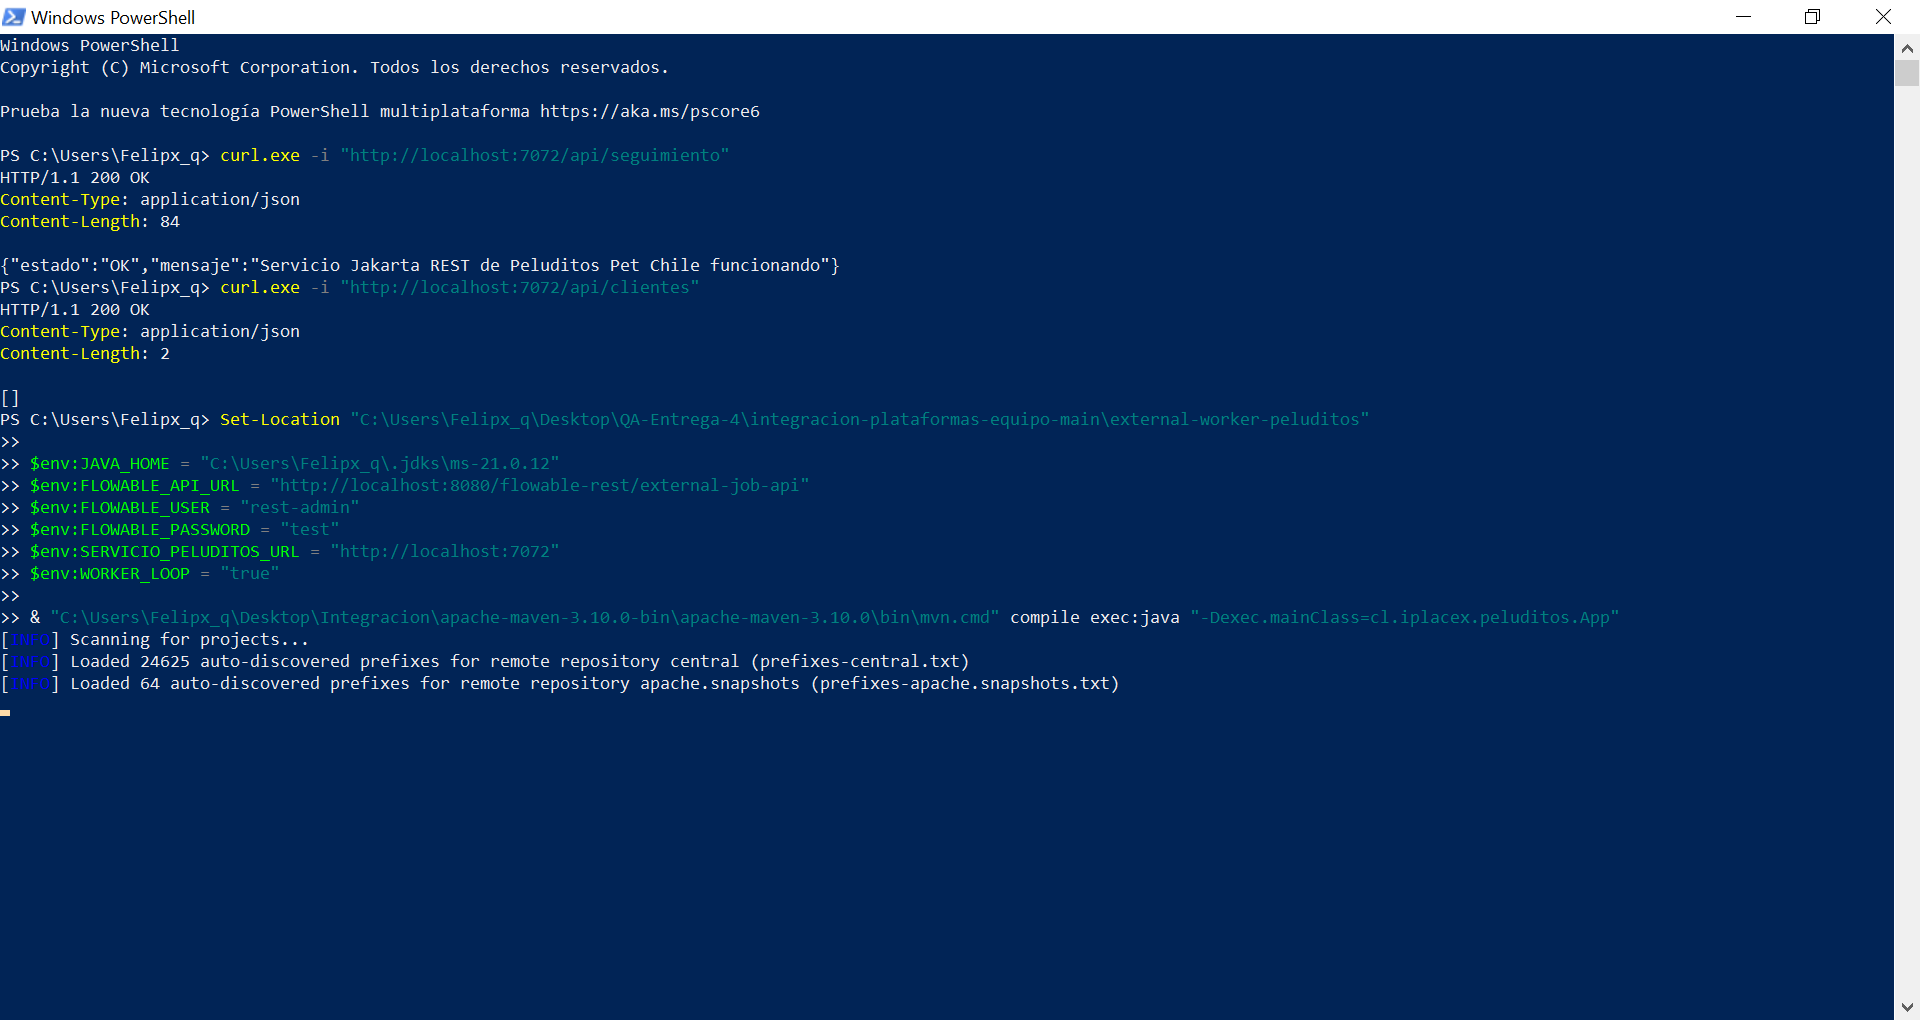 Windows PowerShell
Windows PowerShell
Copyright (C) Microsoft Corporation. Todos los derechos reservados.
Prueba la nueva tecnología PowerShell multiplataforma https://aka.ms/pscore6
PS C:\Users\Felipx_q> curl.exe -i "http://localhost:7072/api/seguimiento"
HTTP/1.1 200 OK
Content-Type: application/json
Content-Length: 84
{"estado":"OK","mensaje":"Servicio Jakarta REST de Peluditos Pet Chile funcionando"}
PS C:\Users\Felipx_q> curl.exe -i "http://localhost:7072/api/clientes"
HTTP/1.1 200 OK
Content-Type: application/json
Content-Length: 2
[]
PS C:\Users\Felipx_q> Set-Location "C:\Users\Felipx_q\Desktop\QA-Entrega-4\integracion-plataformas-equipo-main\external-worker-peluditos"
>>
>> $env:JAVA_HOME = "C:\Users\Felipx_q\.jdks\ms-21.0.12"
>> $env:FLOWABLE_API_URL = "http://localhost:8080/flowable-rest/external-job-api"
>> $env:FLOWABLE_USER = "rest-admin"
>> $env:FLOWABLE_PASSWORD = "test"
>> $env:SERVICIO_PELUDITOS_URL = "http://localhost:7072"
>> $env:WORKER_LOOP = "true"
>>
>> & "C:\Users\Felipx_q\Desktop\Integracion\apache-maven-3.10.0-bin\apache-maven-3.10.0\bin\mvn.cmd" compile exec:java "-Dexec.mainClass=cl.iplacex.peluditos.App"
[INFO] Scanning for projects...
[INFO] Loaded 24625 auto-discovered prefixes for remote repository central (prefixes-central.txt)
[INFO] Loaded 64 auto-discovered prefixes for remote repository apache.snapshots (prefixes-apache.snapshots.txt)